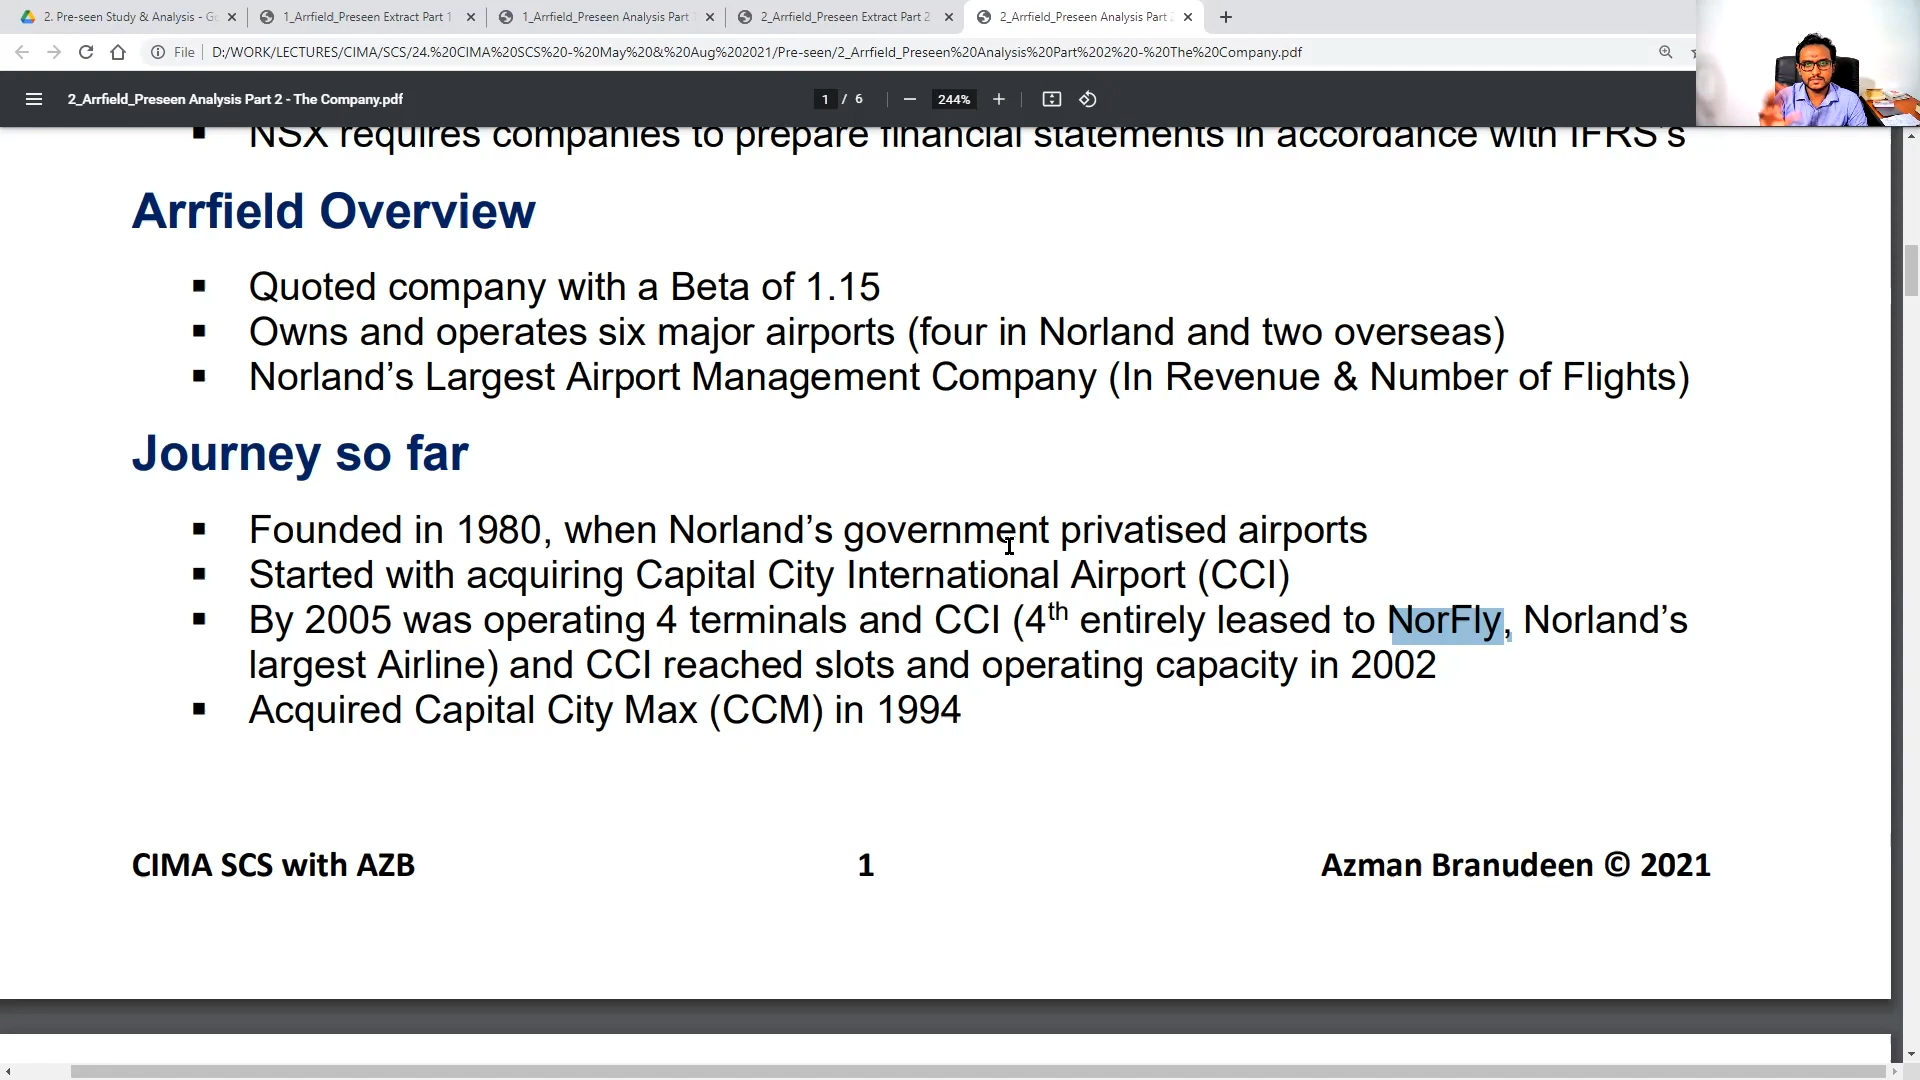 2. Pre-seen Study & Analysis - G
1_Arrfield_Preseen Extract Part 1
1_Arrfield_Preseen Analysis Part
2_Arrfield_Preseen Extract Part 2
2_Arrfield_Preseen Analysis Part
File D:/WORK/LECTURES/CIMA/SCS/24.%20CIMA%20SCS%20-%20May%20&%20Aug%202021/Pre-seen/2_Arrfield_Preseen%20Analysis%20Part%202%20-%20The%20Company.pdf
2_Arrfield_Preseen Analysis Part 2 - The Company.pdf 1 / 6 244%
▪ NSX requires companies to prepare financial statements in accordance with IFRS's
Arrfield Overview
▪ Quoted company with a Beta of 1.15
▪ Owns and operates six major airports (four in Norland and two overseas)
▪ Norland’s Largest Airport Management Company (In Revenue & Number of Flights)
Journey so far
▪ Founded in 1980, when Norland’s government privatised airports
▪ Started with acquiring Capital City International Airport (CCI)
▪ By 2005 was operating 4 terminals and CCI (4th entirely leased to NorFly, Norland’s
largest Airline) and CCI reached slots and operating capacity in 2002
▪ Acquired Capital City Max (CCM) in 1994
CIMA SCS with AZB 1 Azman Branudeen © 2021